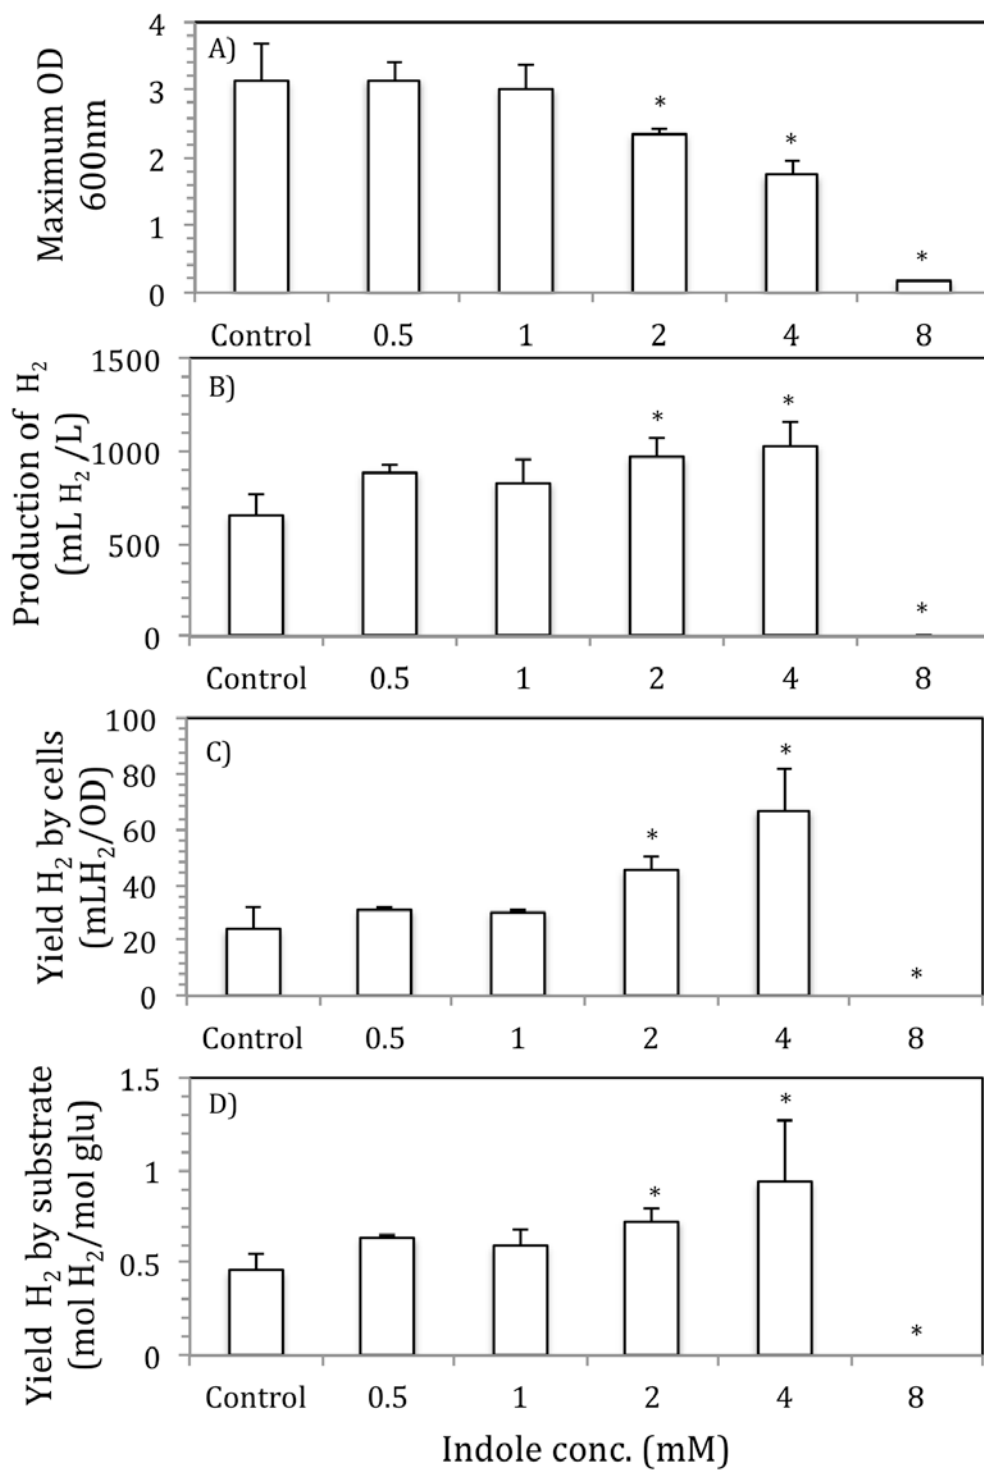 A)
Maximum OD
600nm
4
3
2
1
0
*
*
*
Control 0.5 1 2 4 8
B)
Production of H2
(mL H2 /L)
1500
1000
500
0
*
*
*
Control 0.5 1 2 4 8
C)
Yield H2 by cells
(mLH2/OD)
100
80
60
40
20
0
*
*
*
Control 0.5 1 2 4 8
D)
Yield H2 by substrate
(mol H2/mol glu)
1.5
1
0.5
0
*
*
*
Control 0.5 1 2 4 8
Indole conc. (mM)